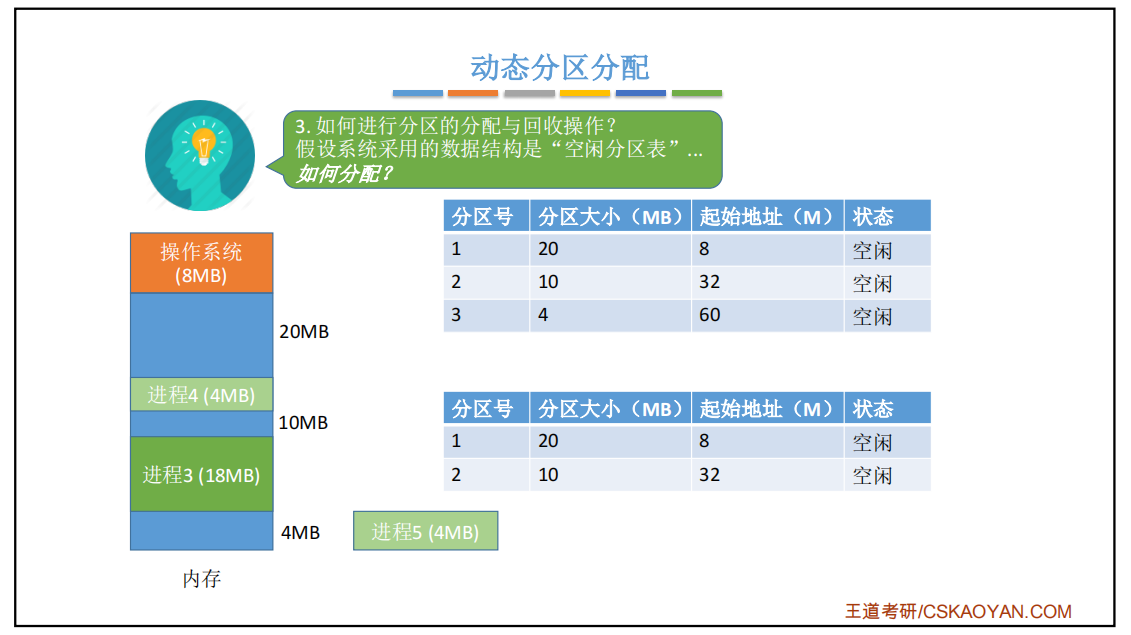 动态分区分配
3. 如何进行分区的分配与回收操作？
假设系统采用的数据结构是“空闲分区表”...
如何分配？
操作系统
(8MB)
20MB
进程4 (4MB)
10MB
进程3 (18MB)
4MB
进程5 (4MB)
内存
分区号 分区大小（MB） 起始地址（M） 状态
1 20 8 空闲
2 10 32 空闲
3 4 60 空闲
分区号 分区大小（MB） 起始地址（M） 状态
1 20 8 空闲
2 10 32 空闲
王道考研/CSKAOYAN.COM